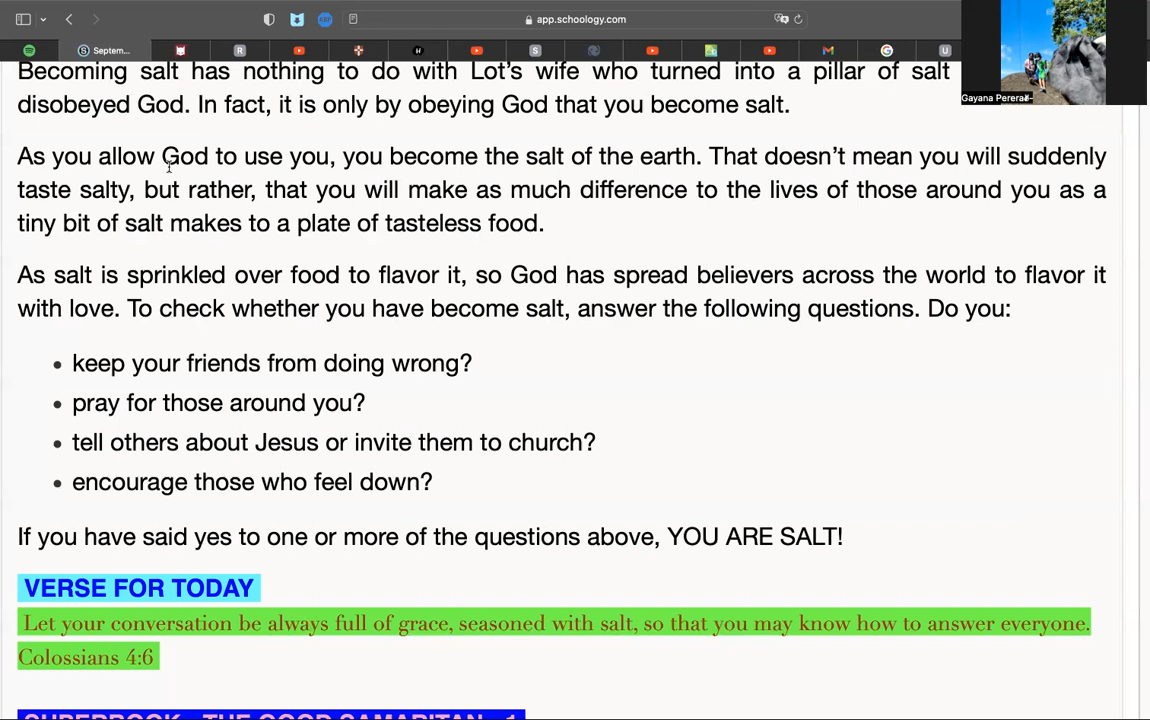 app.schoology.com
Septem...
Becoming salt has nothing to do with Lot's wife who turned into a pillar of salt
disobeyed God. In fact, it is only by obeying God that you become salt.
As you allow God to use you, you become the salt of the earth. That doesn't mean you will suddenly
taste salty, but rather, that you will make as much difference to the lives of those around you as a
tiny bit of salt makes to a plate of tasteless food.
As salt is sprinkled over food to flavor it, so God has spread believers across the world to flavor it
with love. To check whether you have become salt, answer the following questions. Do you:
• keep your friends from doing wrong?
• pray for those around you?
• tell others about Jesus or invite them to church?
• encourage those who feel down?
If you have said yes to one or more of the questions above, YOU ARE SALT!
VERSE FOR TODAY
Let your conversation be always full of grace, seasoned with salt, so that you may know how to answer everyone.
Colossians 4:6
SUPERBOOK - THE GOOD SAMARITAN - 1